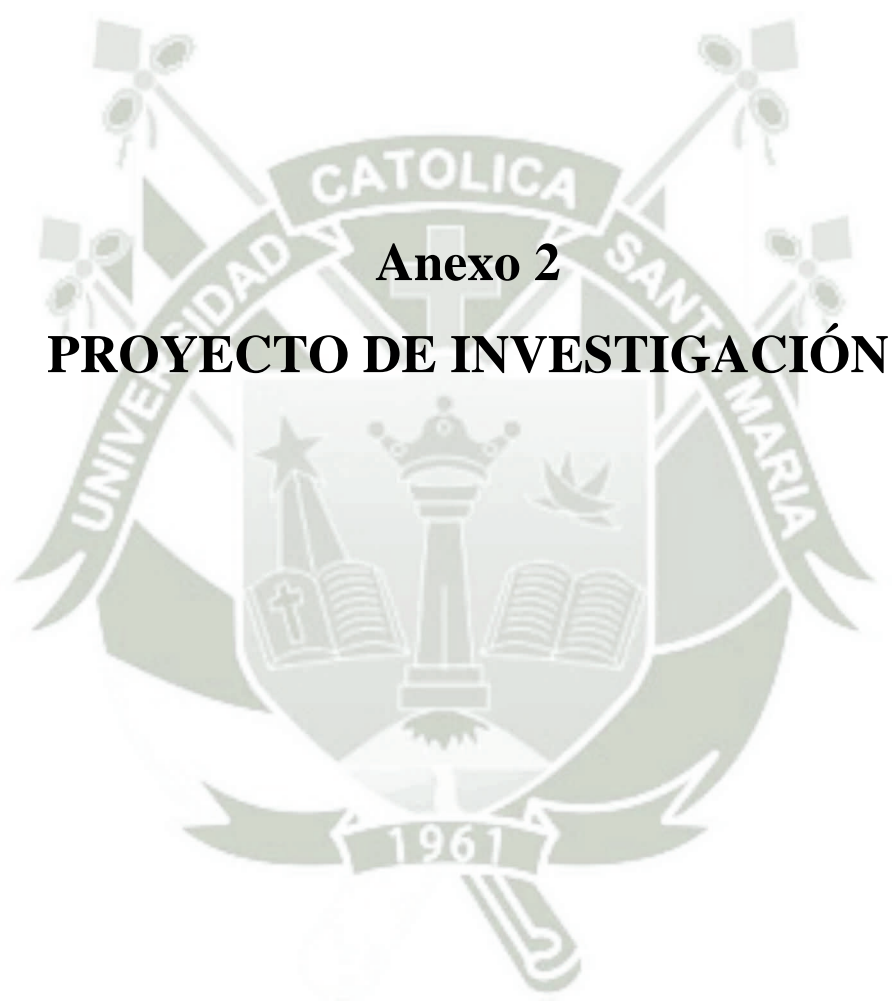 CATOLICA
Anexo 2
UNIVERSIDAD
SANTA MARIA
PROYECTO DE INVESTIGACIÓN
1961